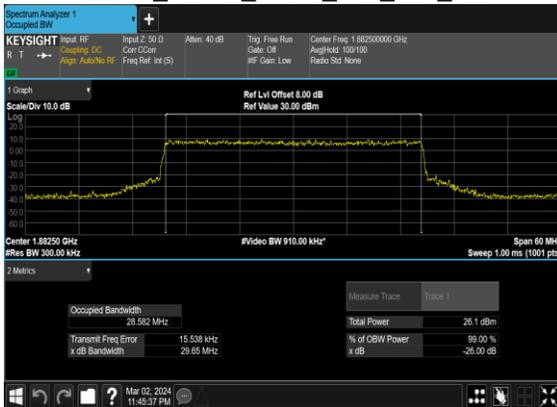 Spectrum Analyzer 1
Occupied BW
KEYSIGHT
R T
Input: RF
Coupling: DC
Align: Auto/No RF
Input Z: 50 Ω
Corr CCorr
Freq Ref: Int (S)
Atten: 40 dB
Trig: Free Run
Gate: Off
#IF Gain: Low
Center Freq: 1.882500000 GHz
Avg|Hold: 100/100
Radio Std: None
1 Graph
Scale/Div 10.0 dB
Ref Lvl Offset 8.00 dB
Ref Value 30.00 dBm
Log
20.0
10.0
0.00
-10.0
-20.0
-30.0
-40.0
-50.0
-60.0
Center 1.88250 GHz
#Res BW 300.00 kHz
#Video BW 910.00 kHz*
Span 60 MH
Sweep 1.00 ms (1001 pts
2 Metrics
Measure Trace
Trace 1
Occupied Bandwidth
28.582 MHz
Total Power
26.1 dBm
Transmit Freq Error
15.538 kHz
% of OBW Power
99.00 %
x dB Bandwidth
29.65 MHz
x dB
-26.00 dB
?
Mar 02, 2024
11:45:37 PM